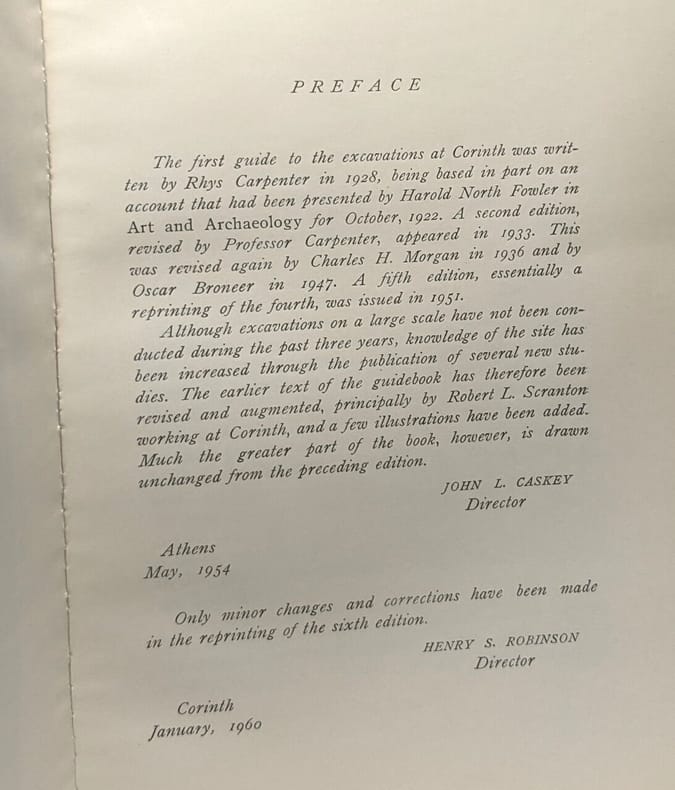 PREFACE
The first guide to the excavations at Corinth was writ-
ten by Rhys Carpenter in 1928, being based in part on an
account that had been presented by Harold North Fowler in
Art and Archaeology for October, 1922. A second edition,
revised by Professor Carpenter, appeared in 1933. This
was revised again by Charles H. Morgan in 1936 and by
Oscar Broneer in 1947. A fifth edition, essentially a
reprinting of the fourth, was issued in 1951.
Although excavations on a large scale have not been con-
ducted during the past three years, knowledge of the site has
been increased through the publication of several new stu-
dies. The earlier text of the guidebook has therefore been
revised and augmented, principally by Robert L. Scranton
working at Corinth, and a few illustrations have been added.
Much the greater part of the book, however, is drawn
unchanged from the preceding edition.
JOHN L. CASKEY
Director
Athens
May, 1954
Only minor changes and corrections have been made
in the reprinting of the sixth edition.
HENRY S. ROBINSON
Director
Corinth
January, 1960